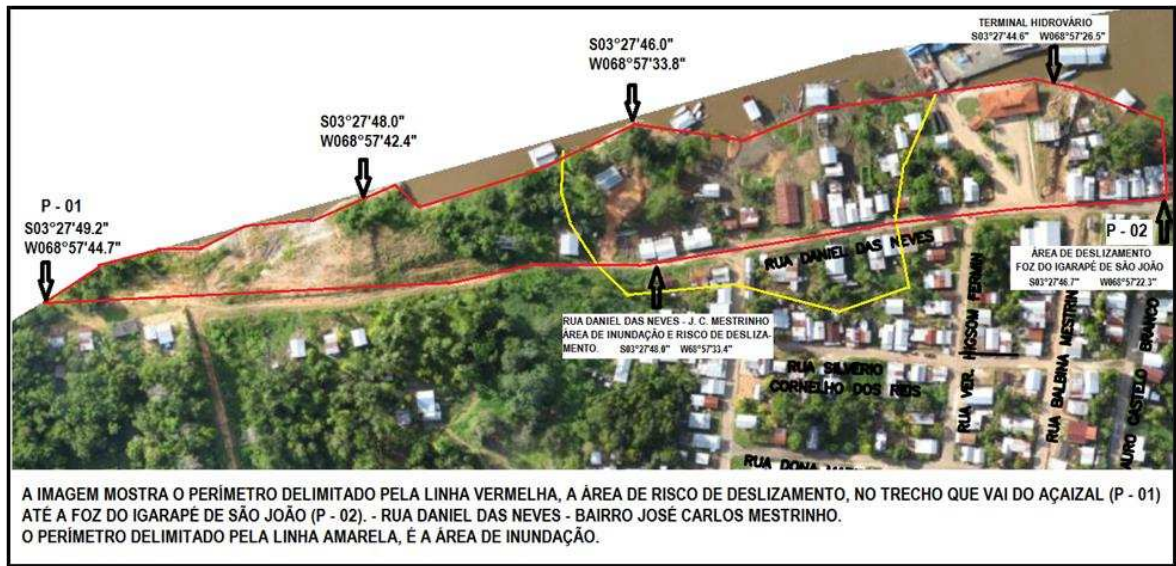 TERMINAL HIDROVÁRIO
S03°27'44.6" W068°57'26.5"
S03°27'46.0"
W068°57'33.8"
S03°27'48.0"
W068°57'42.4"
P - 01
S03°27'49.2"
W068°57'44.7"
P - 02
ÁREA DE DESLIZAMENTO
FOZ DO IGARAPÉ DE SÃO JOÃO
S03°27'46.7" W068°57'22.3"
RUA DANIEL DAS NEVES
RUA DANIEL DAS NEVES - J. C. MESTRINHO
ÁREA DE INUNDAÇÃO E RISCO DE DESLIZA-
MENTO. S03°27'48.0" W68°57'33.4"
RUA SILVERIO
CORNELHO DOS REIS
RUA VER. HIGSOM FERMIN
RUA BALBINA MESTRIN
AURO CASTELO BRANCO
RUA DONA
A IMAGEM MOSTRA O PERÍMETRO DELIMITADO PELA LINHA VERMELHA, A ÁREA DE RISCO DE DESLIZAMENTO, NO TRECHO QUE VAI DO AÇAIZAL (P - 01)
ATÉ A FOZ DO IGARAPÉ DE SÃO JOÃO (P - 02). - RUA DANIEL DAS NEVES - BAIRRO JOSÉ CARLOS MESTRINHO.
O PERÍMETRO DELIMITADO PELA LINHA AMARELA, É A ÁREA DE INUNDAÇÃO.